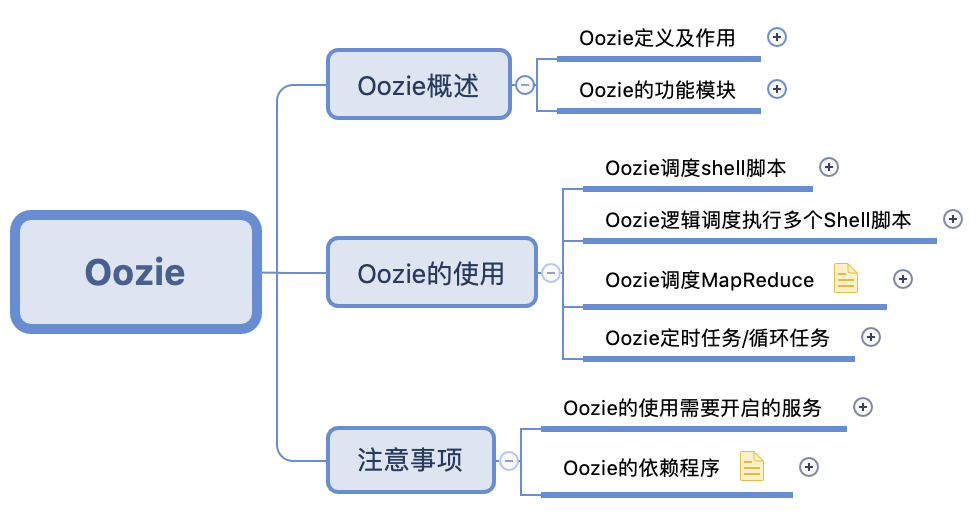 Oozie
Oozie概述
Oozie定义及作用
Oozie的功能模块
Oozie的使用
Oozie调度shell脚本
Oozie逻辑调度执行多个Shell脚本
Oozie调度MapReduce
Oozie定时任务/循环任务
注意事项
Oozie的使用需要开启的服务
Oozie的依赖程序